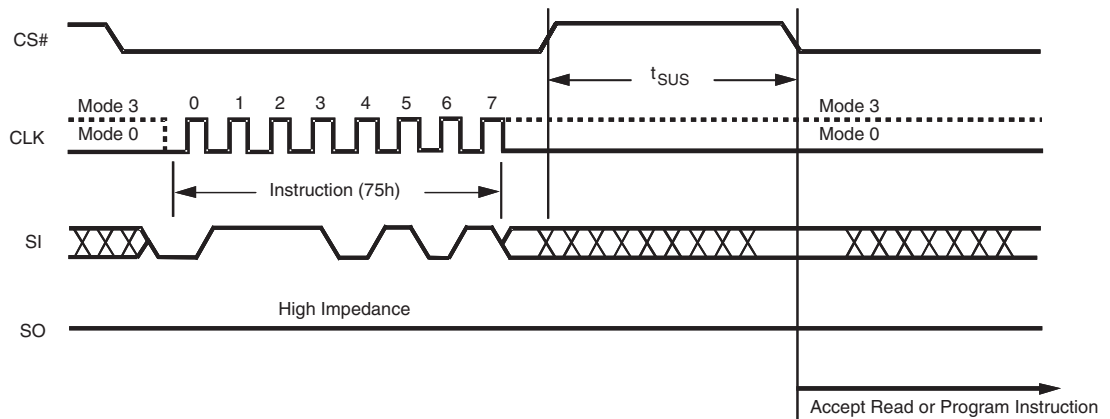 CS#
tSUS
Mode 3
0 1 2 3 4 5 6 7
Mode 3
CLK
Mode 0
Mode 0
Instruction (75h)
SI
High Impedance
SO
Accept Read or Program Instruction